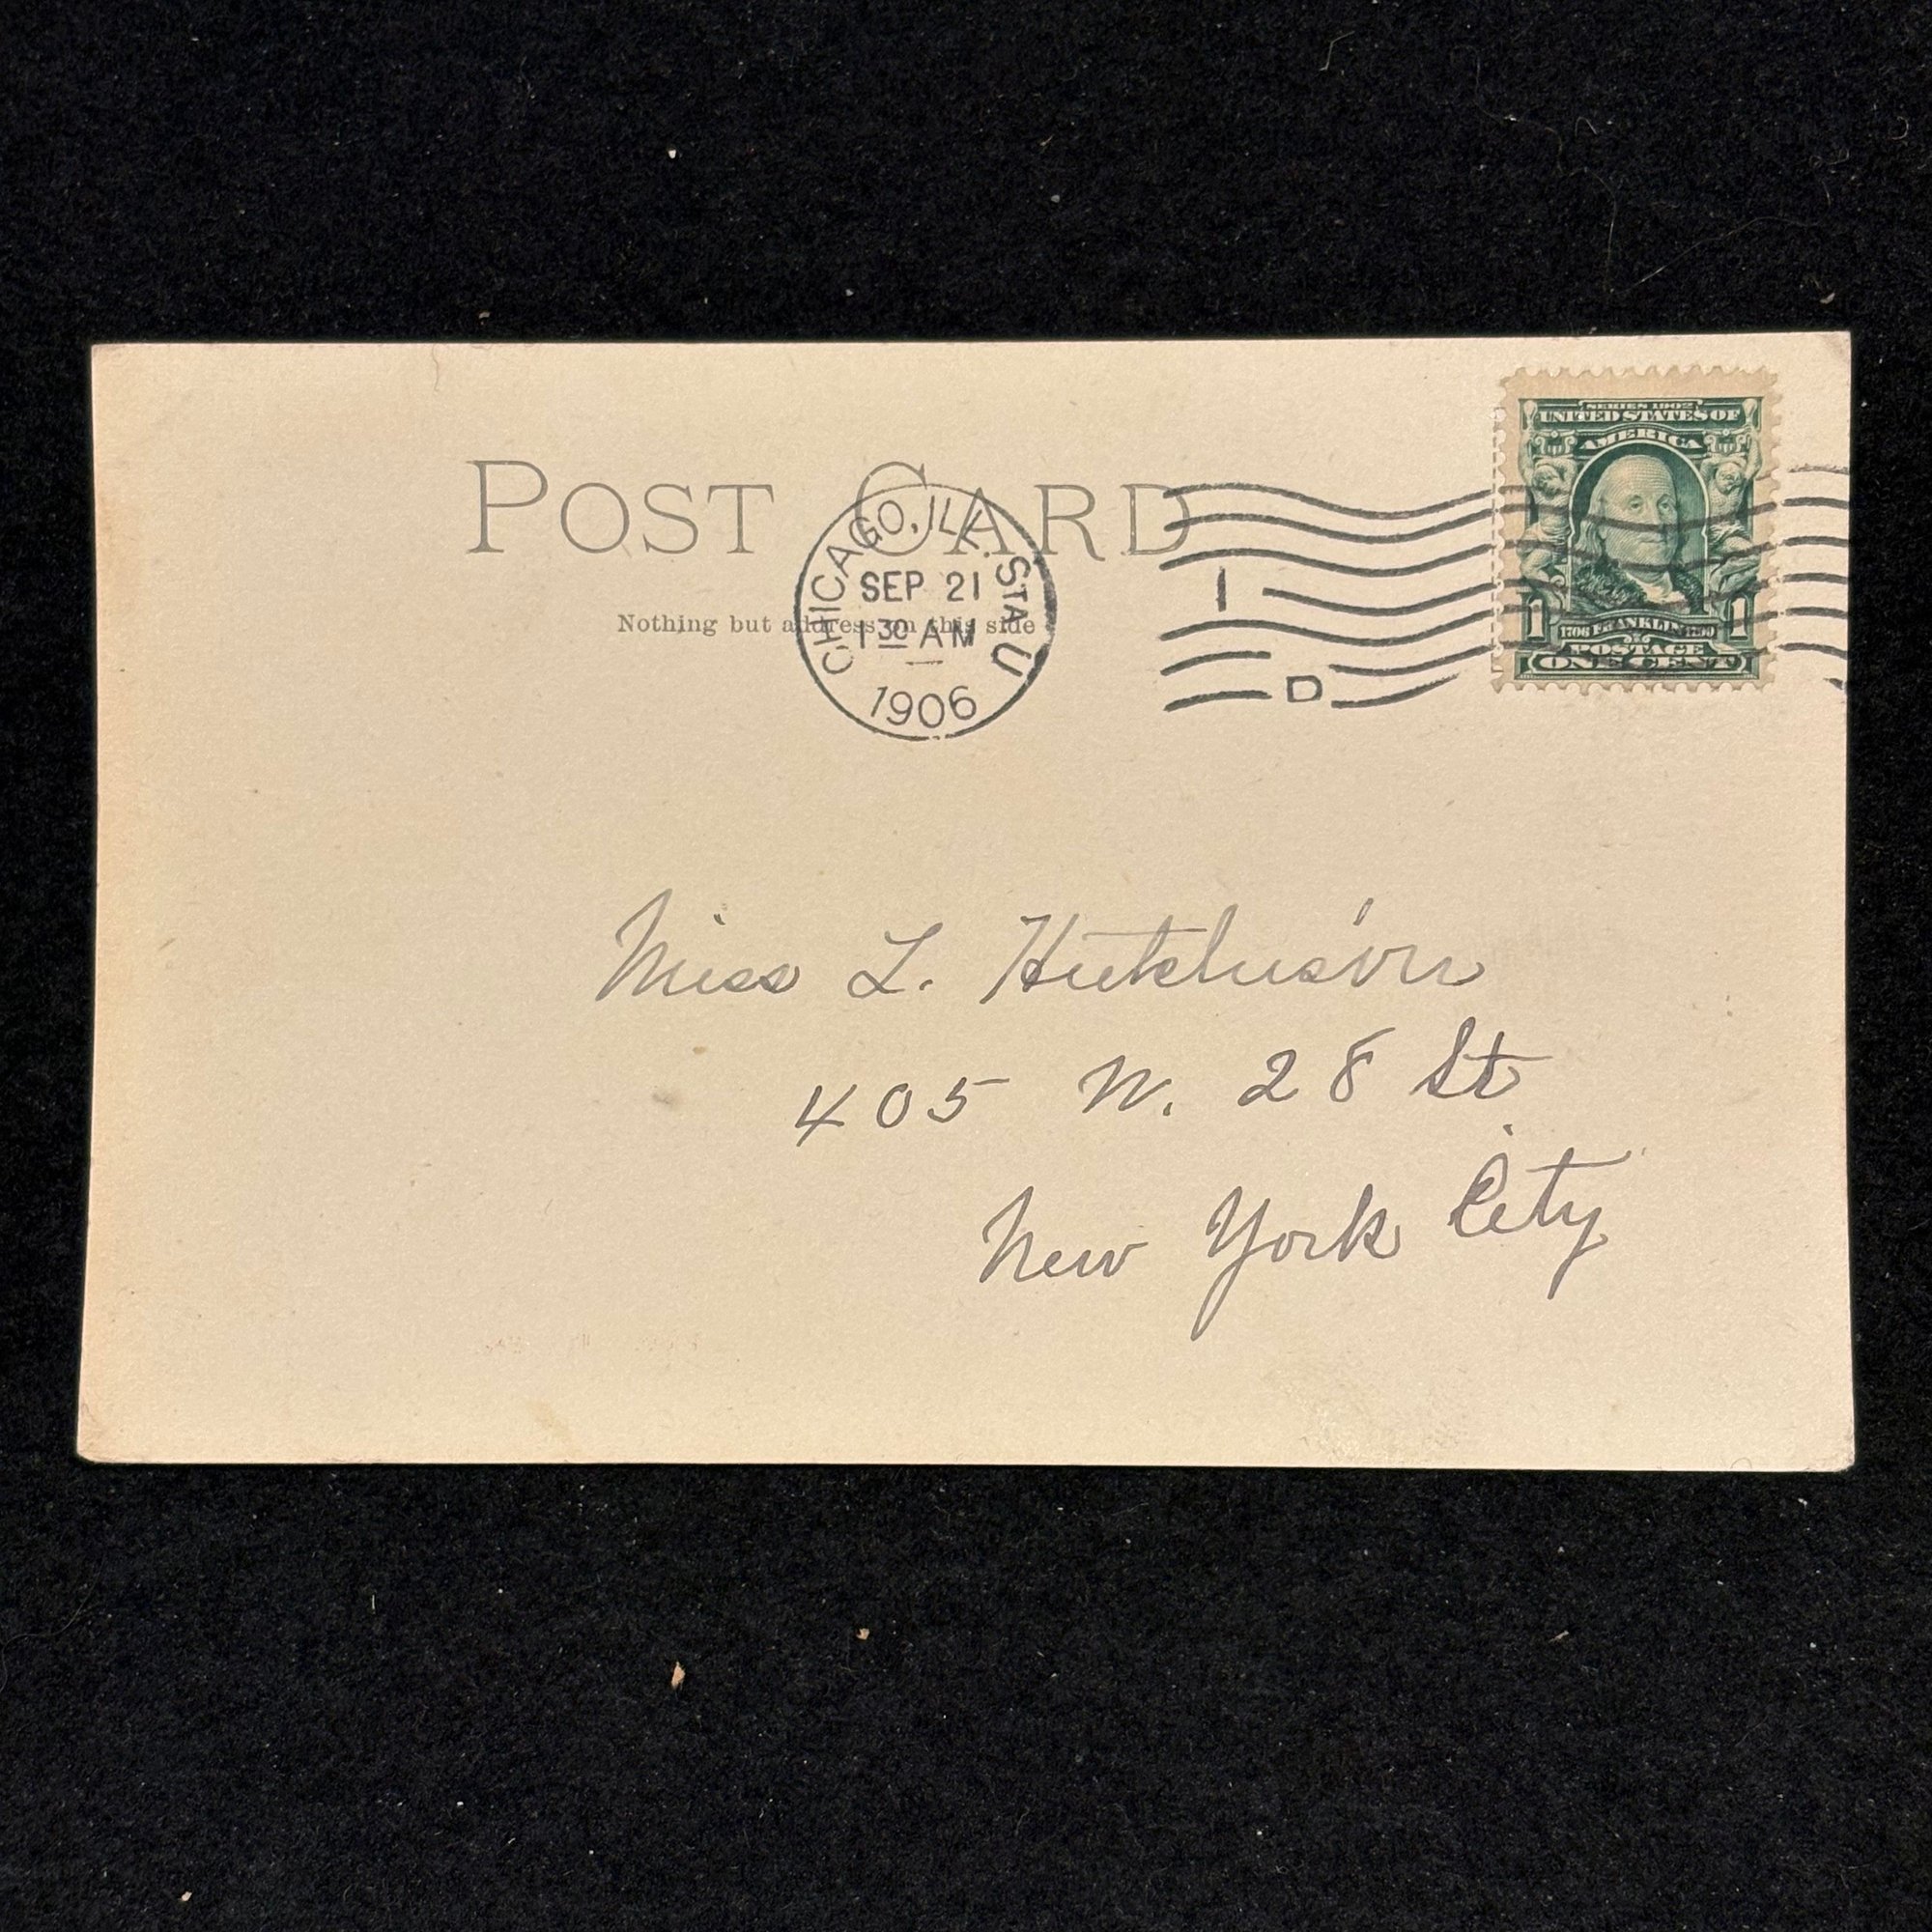 POST CARD
Nothing but address on this side
CHICAGO, ILL. STA U
SEP 21
1 30 AM
1906
1
D
SERIES 1902
UNITED STATES OF
AMERICA
1 1
1706 FRANKLIN 1790
POSTAGE
ONE CENT
Miss L. Hutchison
405 W. 28 St
New York City